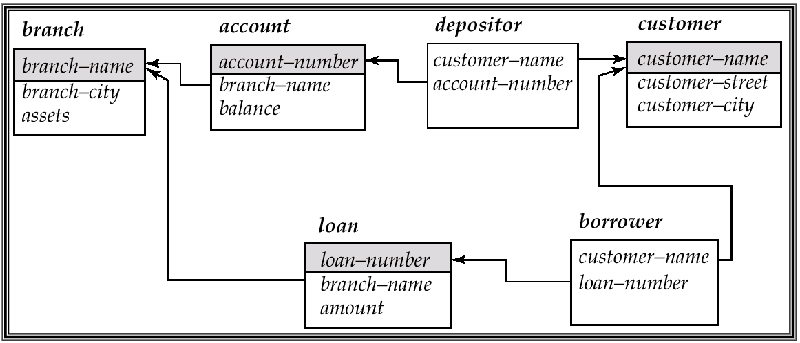 branch
branch–name
branch–city
assets
account
account–number
branch–name
balance
depositor
customer–name
account–number
customer
customer–name
customer–street
customer–city
loan
loan–number
branch–name
amount
borrower
customer–name
loan–number